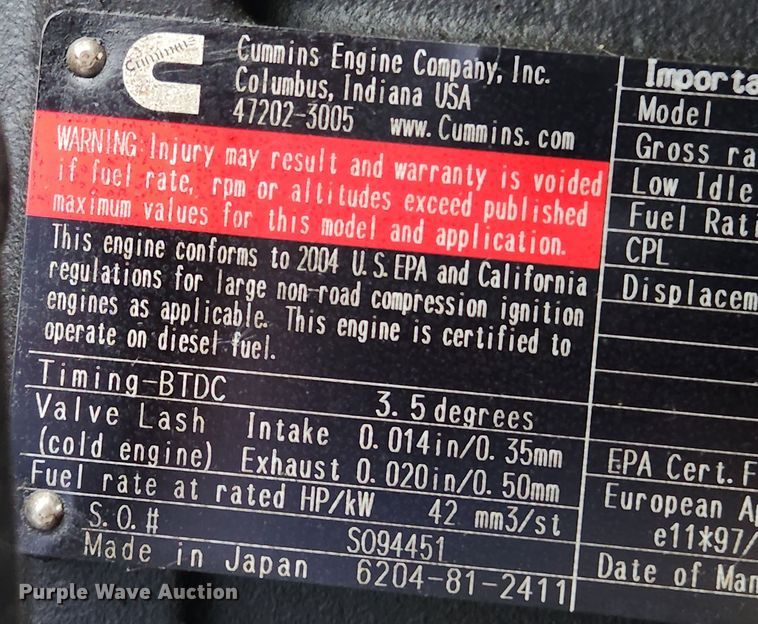 Cummins
Cummins Engine Company, Inc.
Columbus, Indiana USA
47202-3005 www.Cummins.com
WARNING: Injury may result and warranty is voided
if fuel rate, rpm or altitudes exceed published
maximum values for this model and application.
This engine conforms to 2004 U.S.EPA and California
regulations for large non-road compression ignition
engines as applicable. This engine is certified to
operate on diesel fuel.
Timing-BTDC 3.5degrees
Valve Lash Intake 0.014in/0.35mm
(cold engine) Exhaust 0.020in/0.50mm
Fuel rate at rated HP/kW 42 mm3/st
S.O.# SO94451
Made in Japan 6204-81-2411
Importa
Model
Gross ra
Low Idle
Fuel Rati
CPL
Displacem
EPA Cert.F
European A
e11*97/
Date of Man
Purple Wave Auction